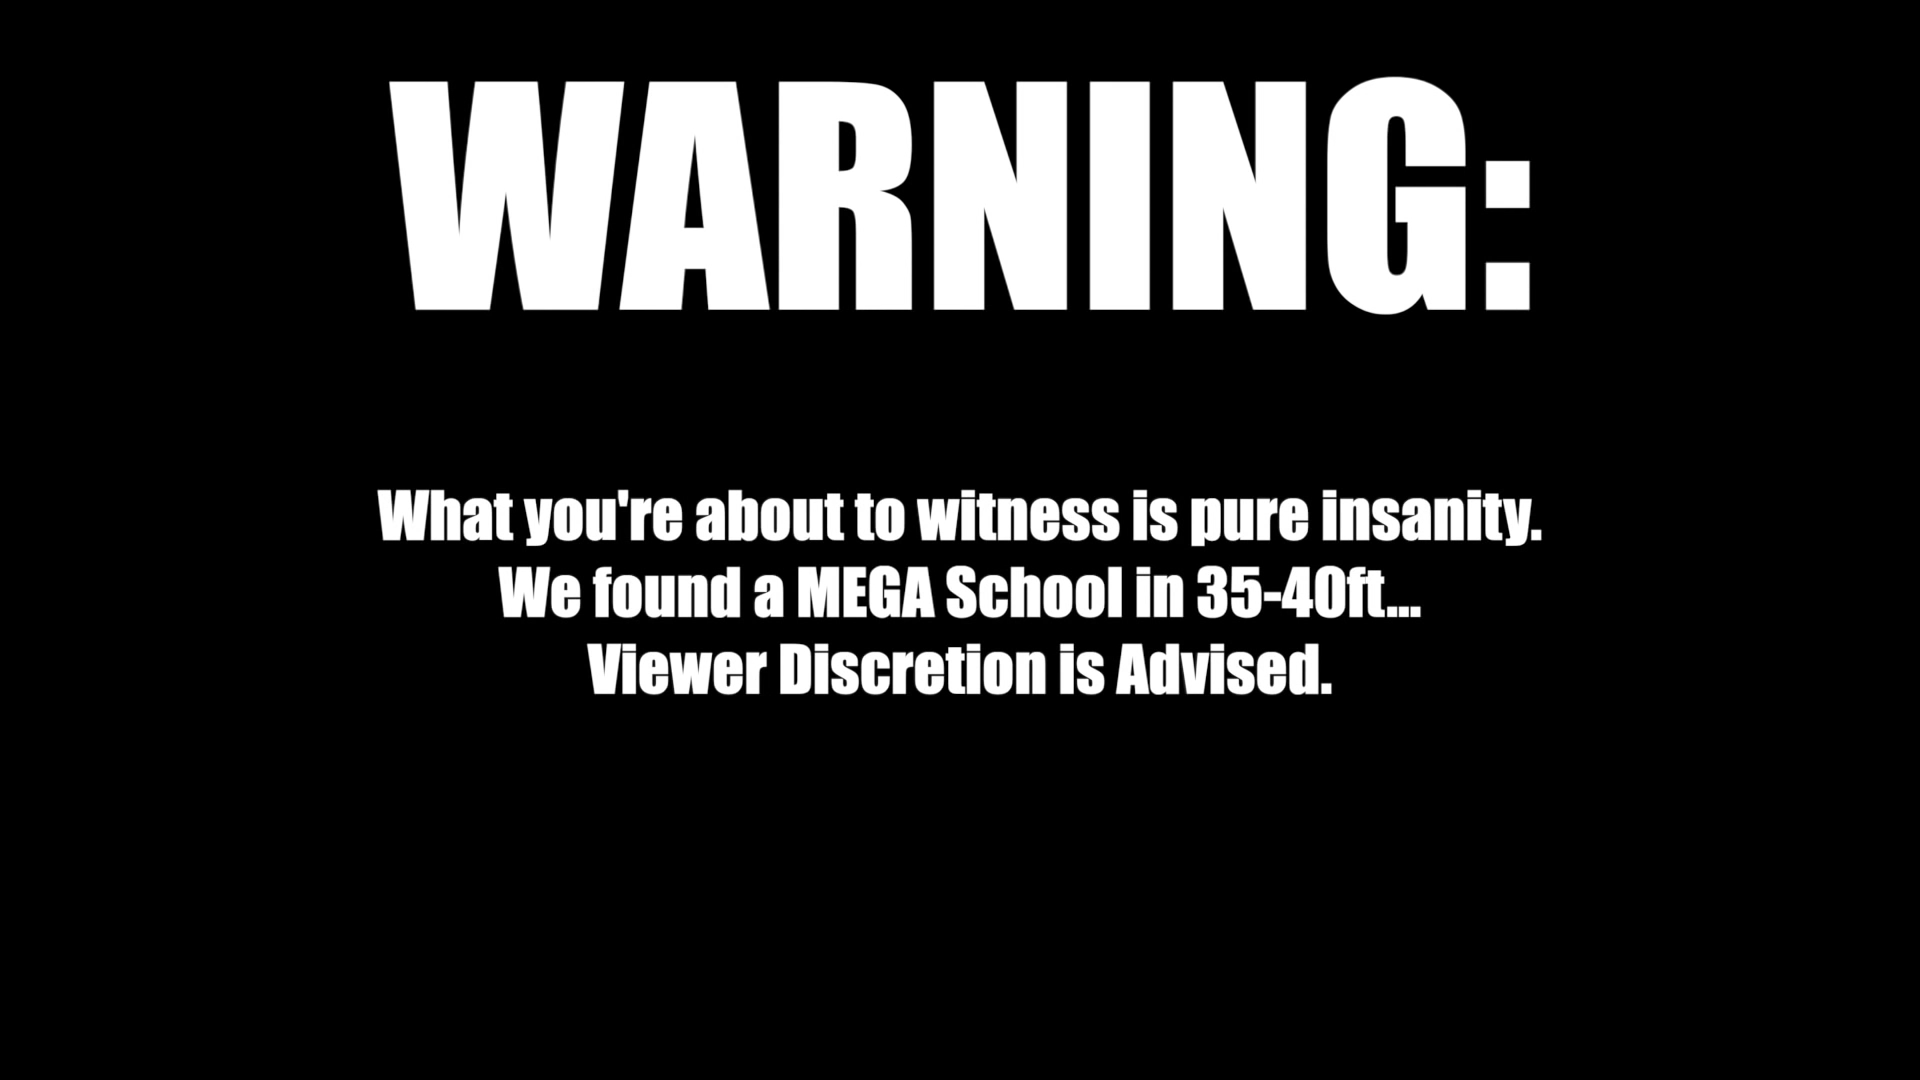 WARNING:
What you're about to witness is pure insanity.
We found a MEGA School in 35-40ft...
Viewer Discretion is Advised.